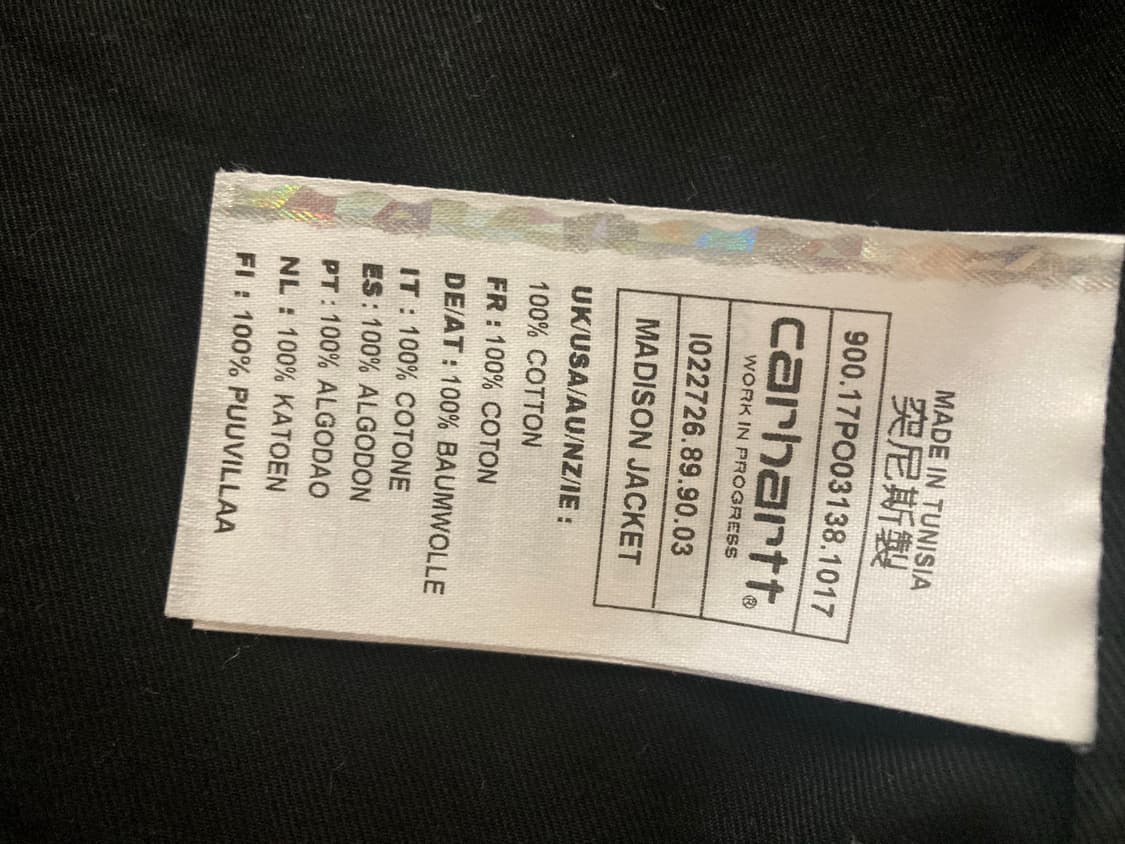 MADE IN TUNISIA
突尼斯製
900.17PO03138.1017
carhartt®
WORK IN PROGRESS
I022726.89.90.03
MADISON JACKET
UK/USA/AU/NZ/IE :
100% COTTON
FR : 100% COTON
DE/AT : 100% BAUMWOLLE
IT : 100% COTONE
ES : 100% ALGODON
PT : 100% ALGODAO
NL : 100% KATOEN
FI : 100% PUUVILLAA